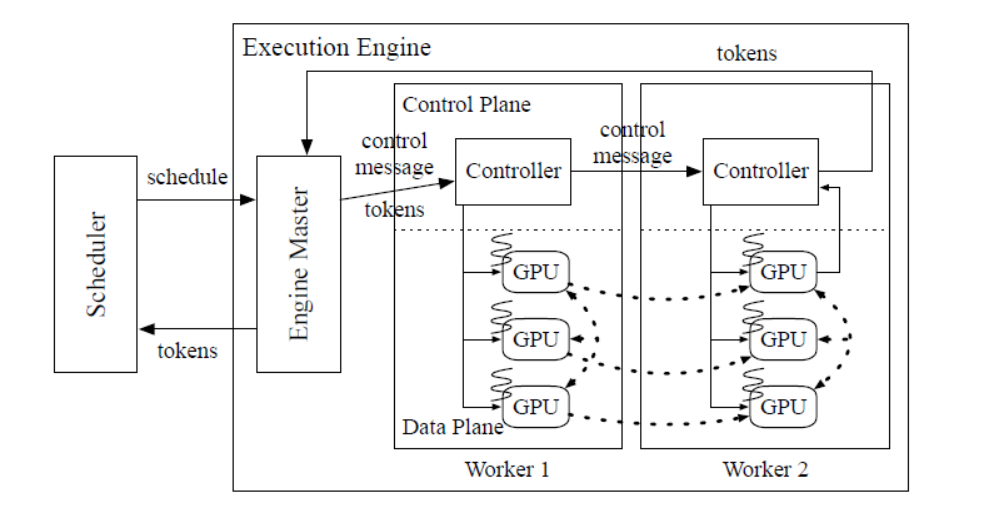 Execution Engine
tokens
Control Plane
control
message
tokens
Controller
control
message
Controller
schedule
Scheduler
Engine Master
tokens
GPU
GPU
GPU
GPU
GPU
GPU
Data Plane
Worker 1
Worker 2